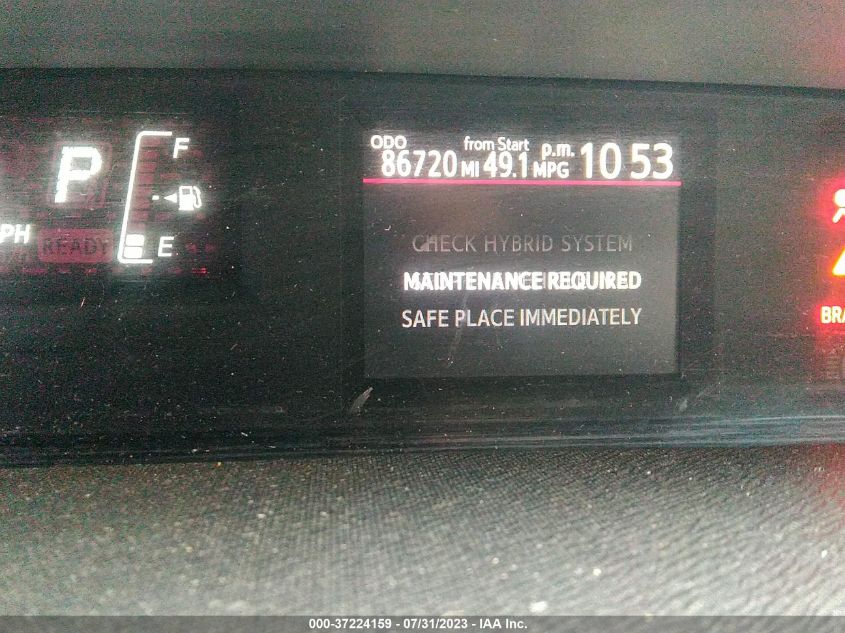 P
F
E
PH
READY
ODO from Start p.m. 10 53
86720 MI 49.1 MPG
CHECK HYBRID SYSTEM
MAINTENANCE REQUIRED
SAFE PLACE IMMEDIATELY
BRA
000-37224159 - 07/31/2023 - IAA Inc.